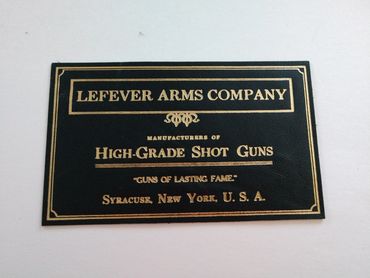 LEFEVER ARMS COMPANY
MANUFACTURERS OF
HIGH-GRADE SHOT GUNS
"GUNS OF LASTING FAME."
SYRACUSE, NEW YORK, U. S. A.